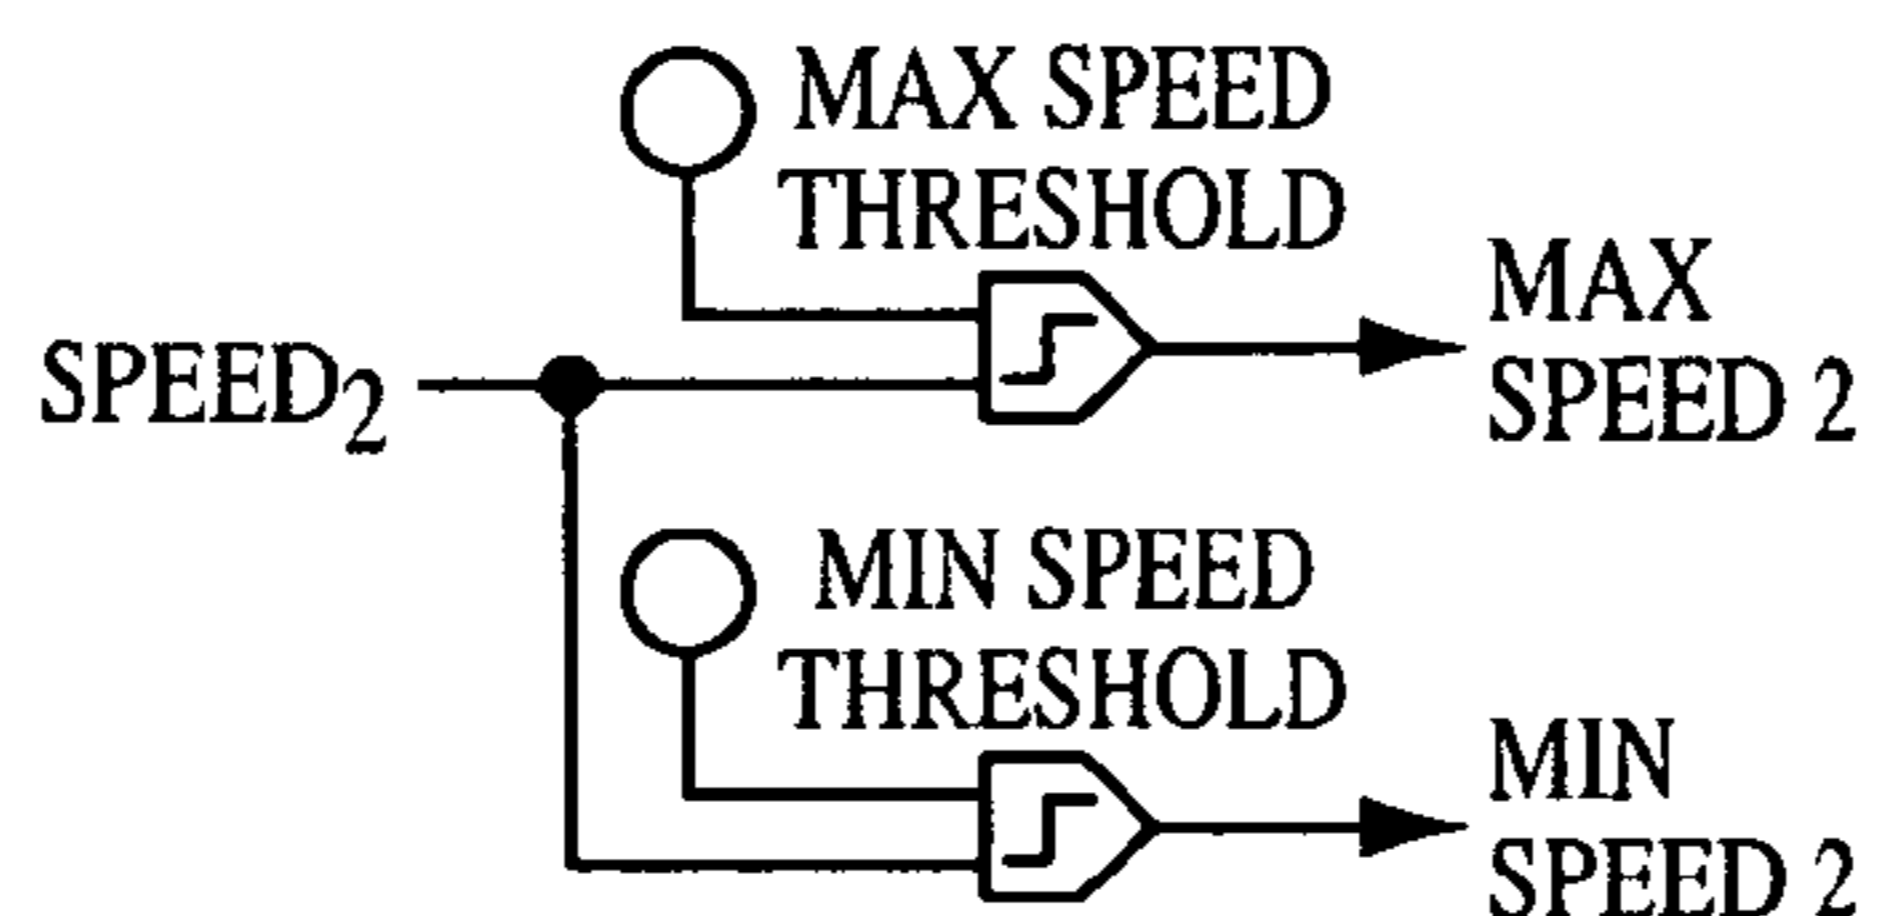 MAX SPEED
THRESHOLD
MAX
SPEED 2
SPEED2
MIN SPEED
THRESHOLD
MIN
SPEED 2